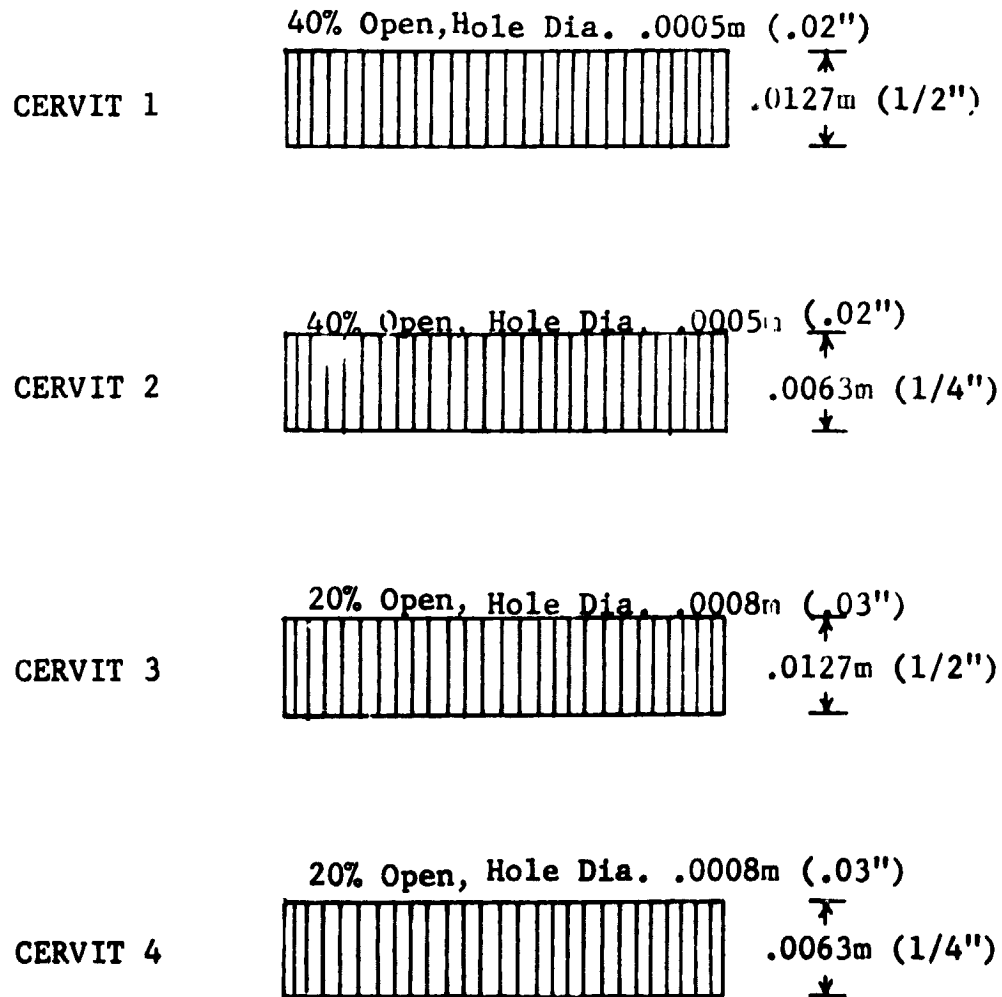 40% Open, Hole Dia. .0005m (.02")
CERVIT 1
.0127m (1/2")
40% Open, Hole Dia. .0005m (.02")
CERVIT 2
.0063m (1/4")
20% Open, Hole Dia. .0008m (.03")
CERVIT 3
.0127m (1/2")
20% Open, Hole Dia. .0008m (.03")
CERVIT 4
.0063m (1/4")